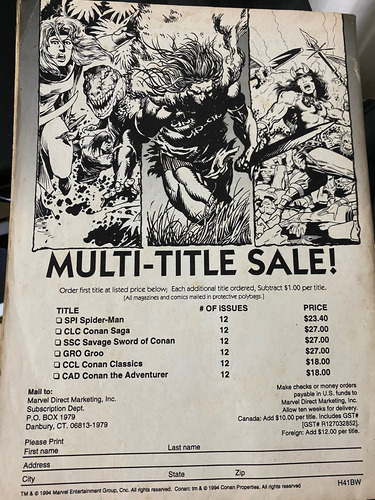 MULTI-TITLE SALE!
Order first title at listed price below; Each additional title ordered, Subtract $1.00 per title.
(All magazines and comics mailed in protective polybags.)
TITLE # OF ISSUES PRICE
SPI Spider-Man 12 $23.40
CLC Conan Saga 12 $27.00
SSC Savage Sword of Conan 12 $27.00
GRO Groo 12 $27.00
CCL Conan Classics 12 $18.00
CAD Conan the Adventurer 12 $18.00
Mail to:
Marvel Direct Marketing, Inc.
Subscription Dept.
P.O. BOX 1979
Danbury, CT. 06813-1979
Make checks or money orders
payable in U.S. funds to
Marvel Direct Marketing, Inc.
Allow ten weeks for delivery.
Canada: Add $10.00 per title. Includes GST#
[GST# R127032852].
Foreign: Add $12.00 per title.
Please Print
First name Last name
Address
City State Zip
TM & © 1994 Marvel Entertainment Group, Inc. All rights reserved. Conan: tm & © 1994 Conan Properties. All rights reserved H41BW